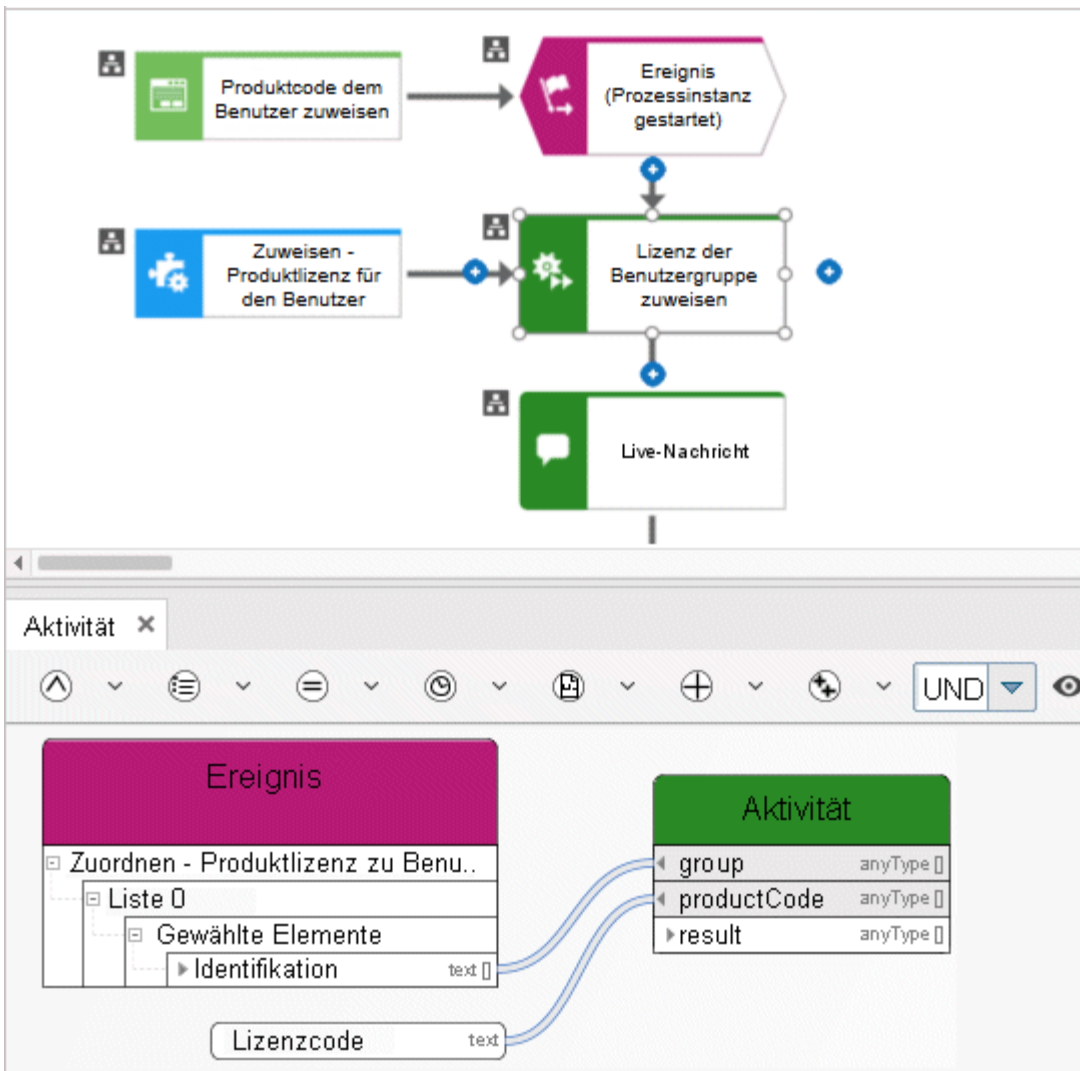 Produktcode dem
Benutzer zuweisen
Ereignis
(Prozessinstanz
gestartet)
Zuweisen -
Produktlizenz für
den Benutzer
Lizenz der
Benutzergruppe
zuweisen
Live-Nachricht
Aktivität
UND
Ereignis
Zuordnen - Produktlizenz zu Benu..
Liste 0
Gewählte Elemente
Identifikation text []
Lizenzcode text
Aktivität
group anyType []
productCode anyType []
result anyType []